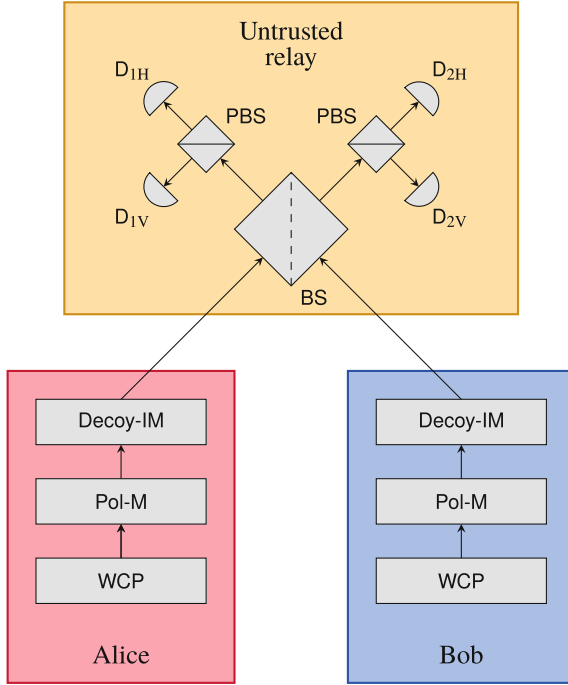 Untrusted
relay
D1H
PBS
PBS
D2H
D1V
D2V
BS
Decoy-IM
Pol-M
WCP
Alice
Decoy-IM
Pol-M
WCP
Bob